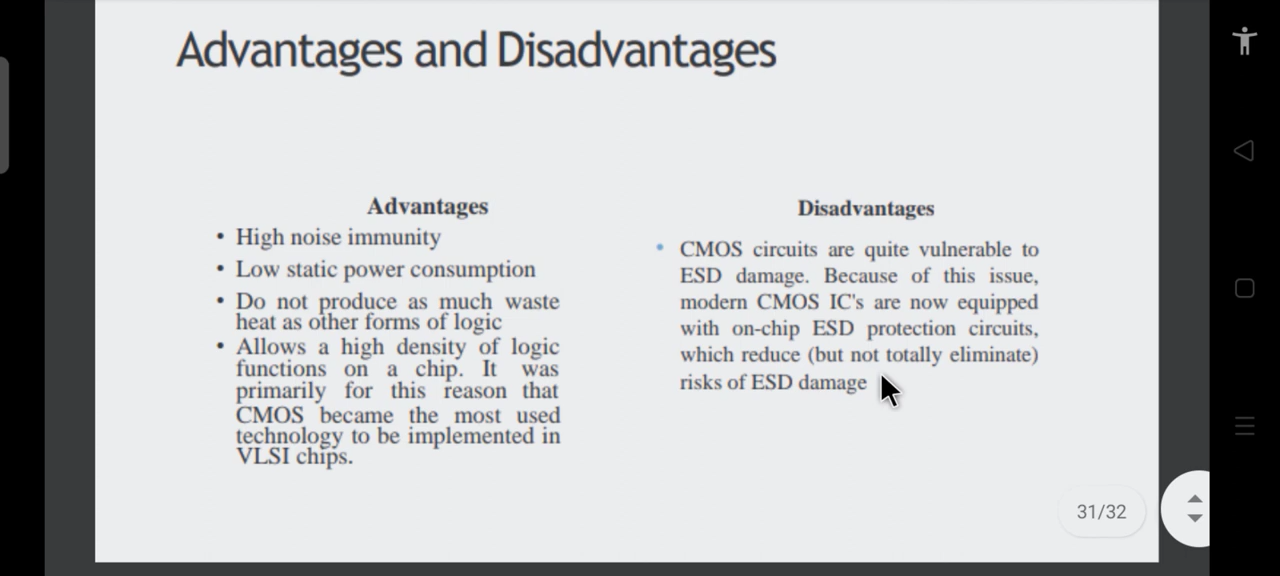 Advantages and Disadvantages
Advantages
• High noise immunity
• Low static power consumption
• Do not produce as much waste
heat as other forms of logic
• Allows a high density of logic
functions on a chip. It was
primarily for this reason that
CMOS became the most used
technology to be implemented in
VLSI chips.
Disadvantages
• CMOS circuits are quite vulnerable to
ESD damage. Because of this issue,
modern CMOS IC's are now equipped
with on-chip ESD protection circuits,
which reduce (but not totally eliminate)
risks of ESD damage
31/32